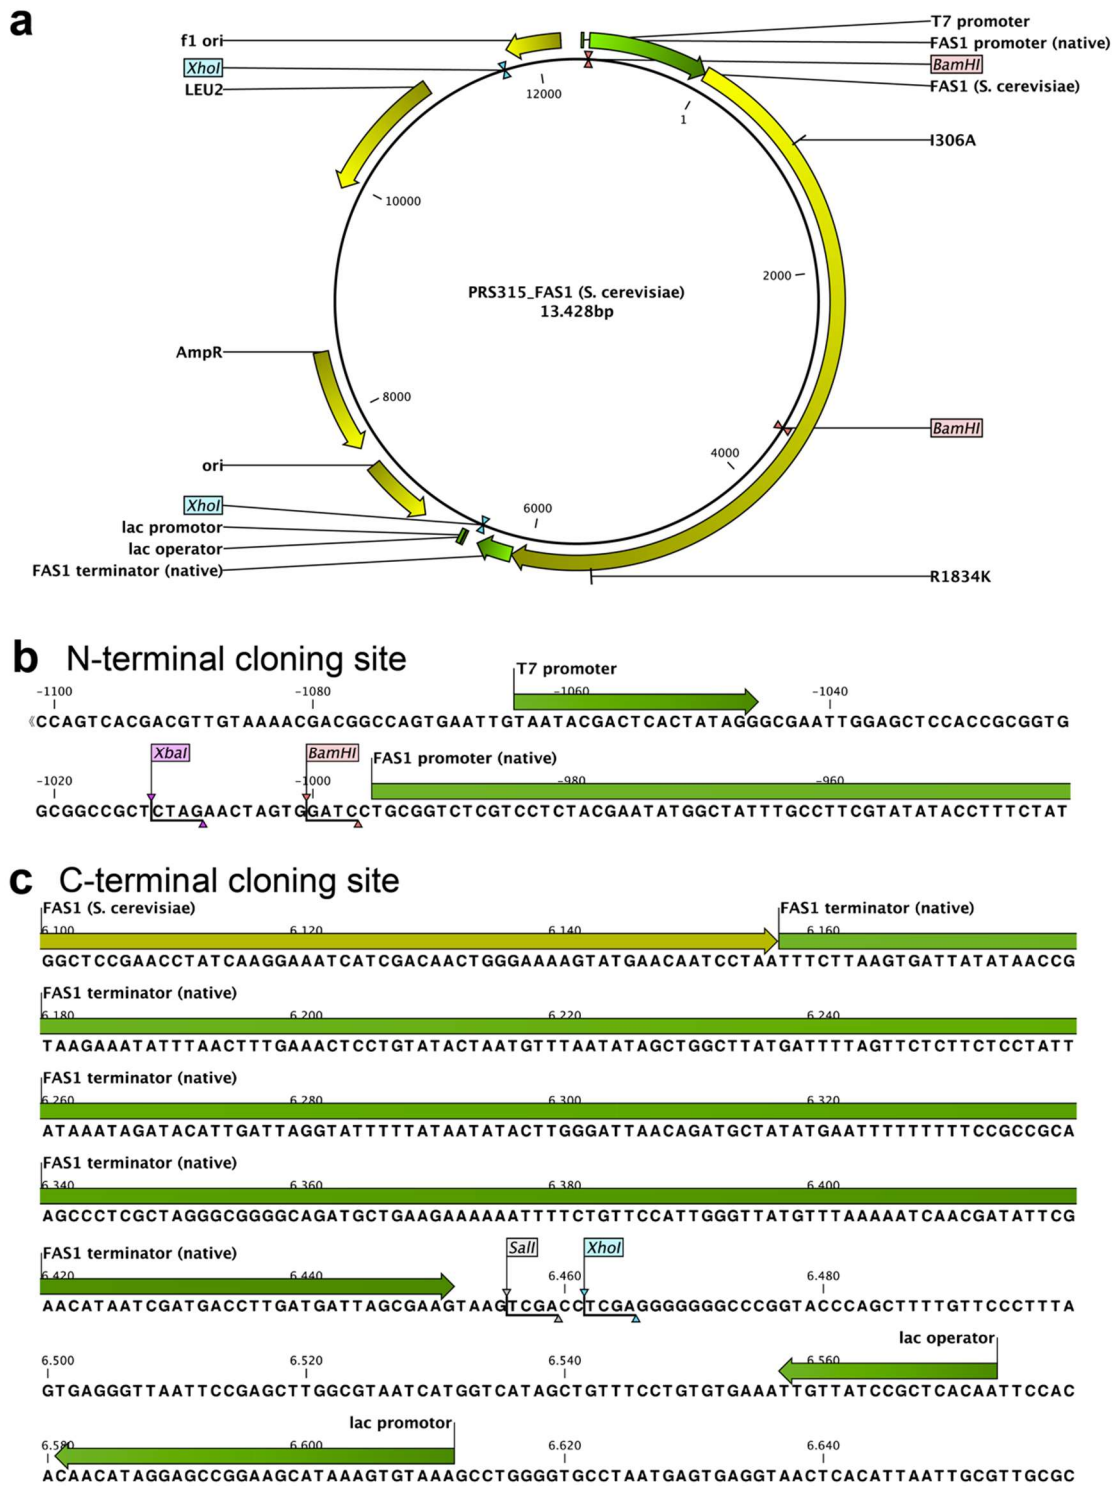 a
T7 promoter
f1 ori
FAS1 promoter (native)
XhoI
BamHI
LEU2
FAS1 (S. cerevisiae)
12000
1
I306A
10000
2000
PRS315_FAS1 (S. cerevisiae)
13.428bp
AmpR
8000
BamHI
4000
ori
XhoI
6000
lac promotor
lac operator
FAS1 terminator (native)
R1834K
b N-terminal cloning site
T7 promoter
-1100 -1080 -1060 -1040
CCAGTCACGACGTTGTAAAACGACGGCCAGTGAATTGTAATACGACTCACTATAGGGCGAATTGGAGCTCCACCGCGGTG
XbaI BamHI FAS1 promoter (native)
-1020 -1000 -980 -960
GCGGCCGCTCTAGAACTAGTGGATCCTGCGGTCTCGTCCTCTACGAATATGGCTATTTGCCTTCGTATATACCTTTCTAT
c C-terminal cloning site
FAS1 (S. cerevisiae) FAS1 terminator (native)
6.100 6.120 6.140 6.160
GGCTCCGAACCTATCAAGGAAATCATCGACAACTGGGAAAAGTATGAACAATCCTAATTTCTTAAGTGATTATATAACCG
FAS1 terminator (native)
6.180 6.200 6.220 6.240
TAAGAAATATTTAACTTTGAAACTCCTGTATACTAATGTTTAATATAGCTGGCTTATGATTTTAGTTCTCTTCTCCTATT
FAS1 terminator (native)
6.260 6.280 6.300 6.320
ATAAATAGATACATTGATTAGGTATTTTTATAATATACTTGGGATTAACAGATGCTATATGAATTTTTTTTTCCGCCGCA
FAS1 terminator (native)
6.340 6.360 6.380 6.400
AGCCCTCGCTAGGGCGGGGCAGATGCTGAAGAAAAAATTTTCTGTTCCATTGGGTTATGTTTAAAAATCAACGATATTCG
FAS1 terminator (native) SalI XhoI
6.420 6.440 6.460 6.480
AACATAATCGATGACCTTGATGATTAGCGAAGTAAGTCGACCTCGAGGGGGGGCCCGGTACCCAGCTTTTGTTCCCTTTA
lac operator
6.500 6.520 6.540 6.560
GTGAGGGTTAATTCCGAGCTTGGCGTAATCATGGTCATAGCTGTTTCCTGTGTGAAATTGTTATCCGCTCACAATTCCAC
lac promotor
6.580 6.600 6.620 6.640
ACAACATAGGAGCCGGAAGCATAAAGTGTAAAGCCTGGGGTGCCTAATGAGTGAGGTAACTCACATTAATTGCGTTGCGC